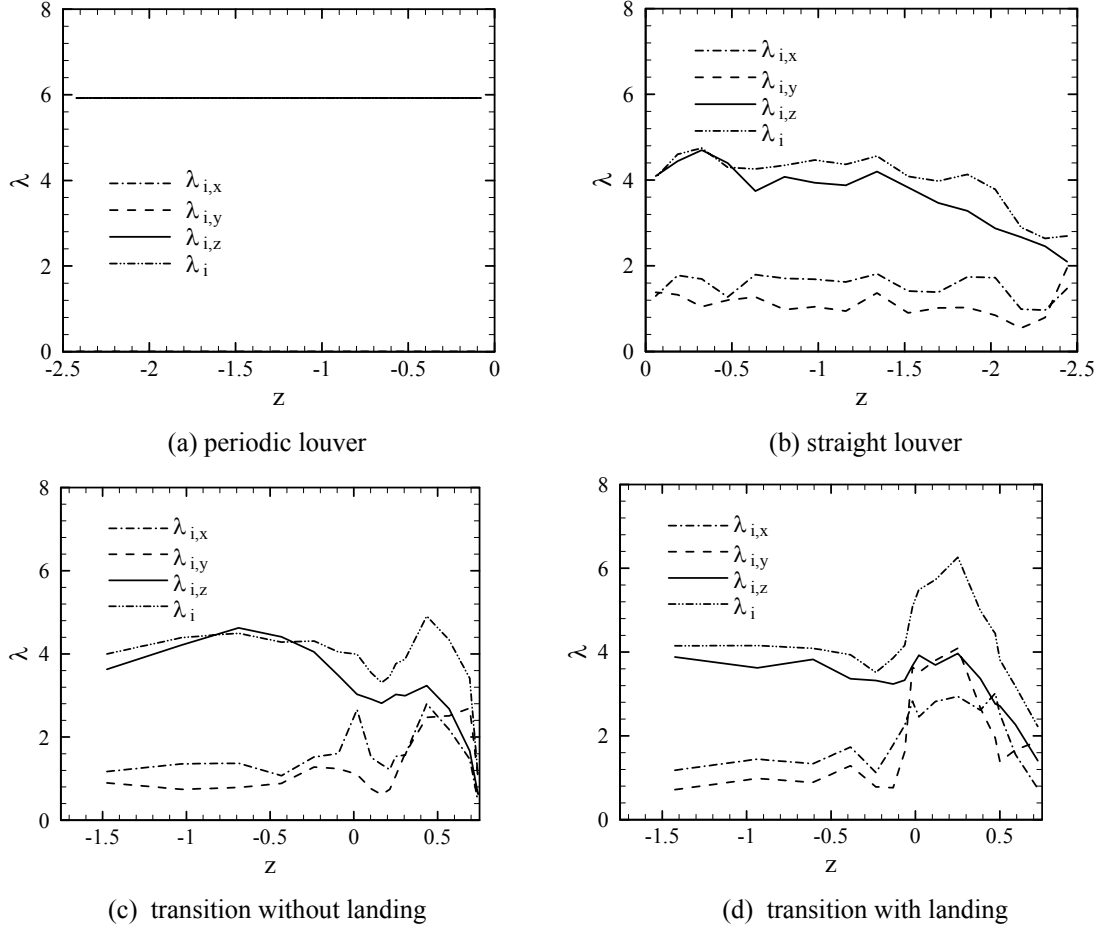 8
6
4
2
0
λ
λ i,x
λ i,y
λ i,z
λ i
-2.5
-2
-1.5
-1
-0.5
0
z
(a) periodic louver
8
6
4
2
0
λ
λ i,x
λ i,y
λ i,z
λ i
0
-0.5
-1
-1.5
-2
-2.5
z
(b) straight louver
8
6
4
2
0
λ
λ i,x
λ i,y
λ i,z
λ i
-1.5
-1
-0.5
0
0.5
z
(c) transition without landing
8
6
4
2
0
λ
λ i,x
λ i,y
λ i,z
λ i
-1.5
-1
-0.5
0
0.5
z
(d) transition with landing